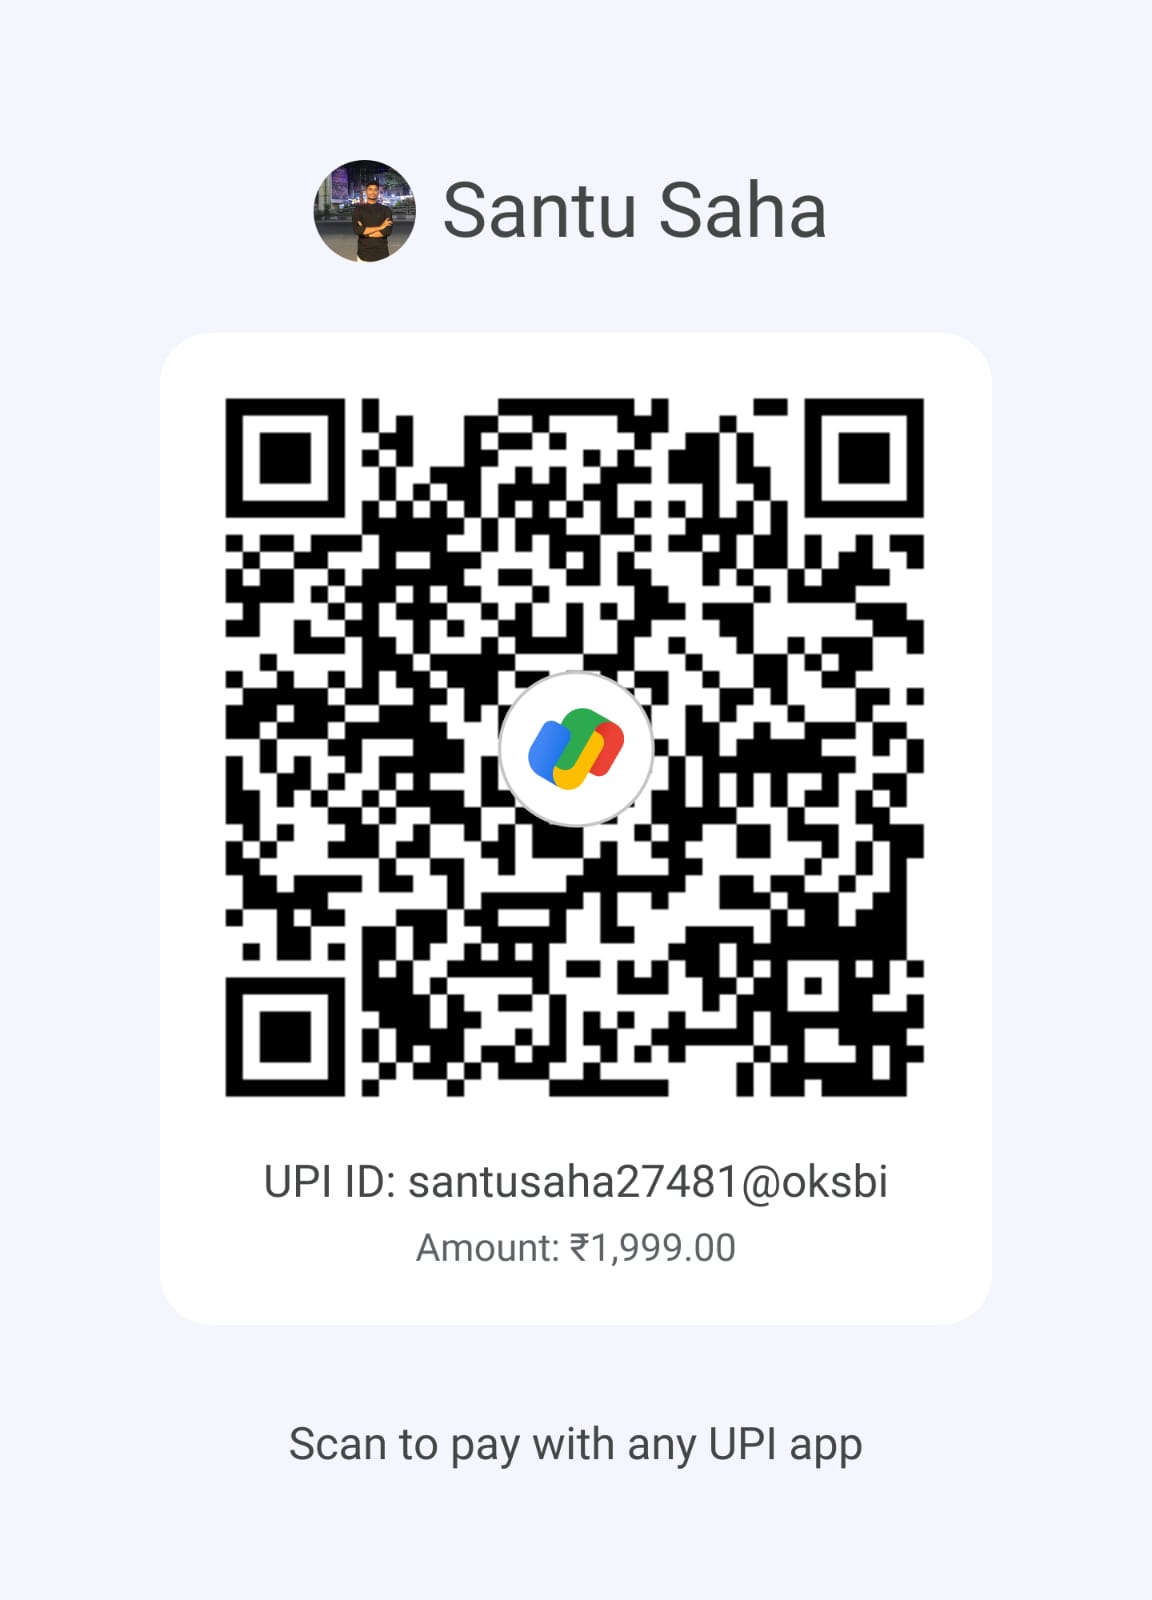 Santu Saha
UPI ID: santusaha27481@oksbi
Amount: ₹1,999.00
Scan to pay with any UPI app